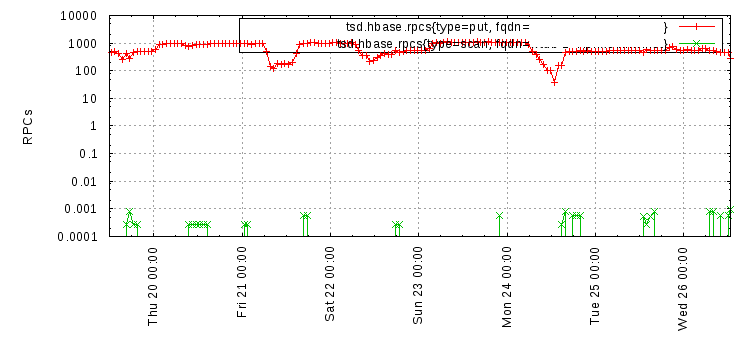 10000
tsd.hbase.rpcs{type=put, fqdn= }
1000
tsd.hbase.rpcs{type=scan, fqdn= }
100
10
1
0.1
0.01
0.001
0.0001
RPCs
Thu 20 00:00
Fri 21 00:00
Sat 22 00:00
Sun 23 00:00
Mon 24 00:00
Tue 25 00:00
Wed 26 00:00